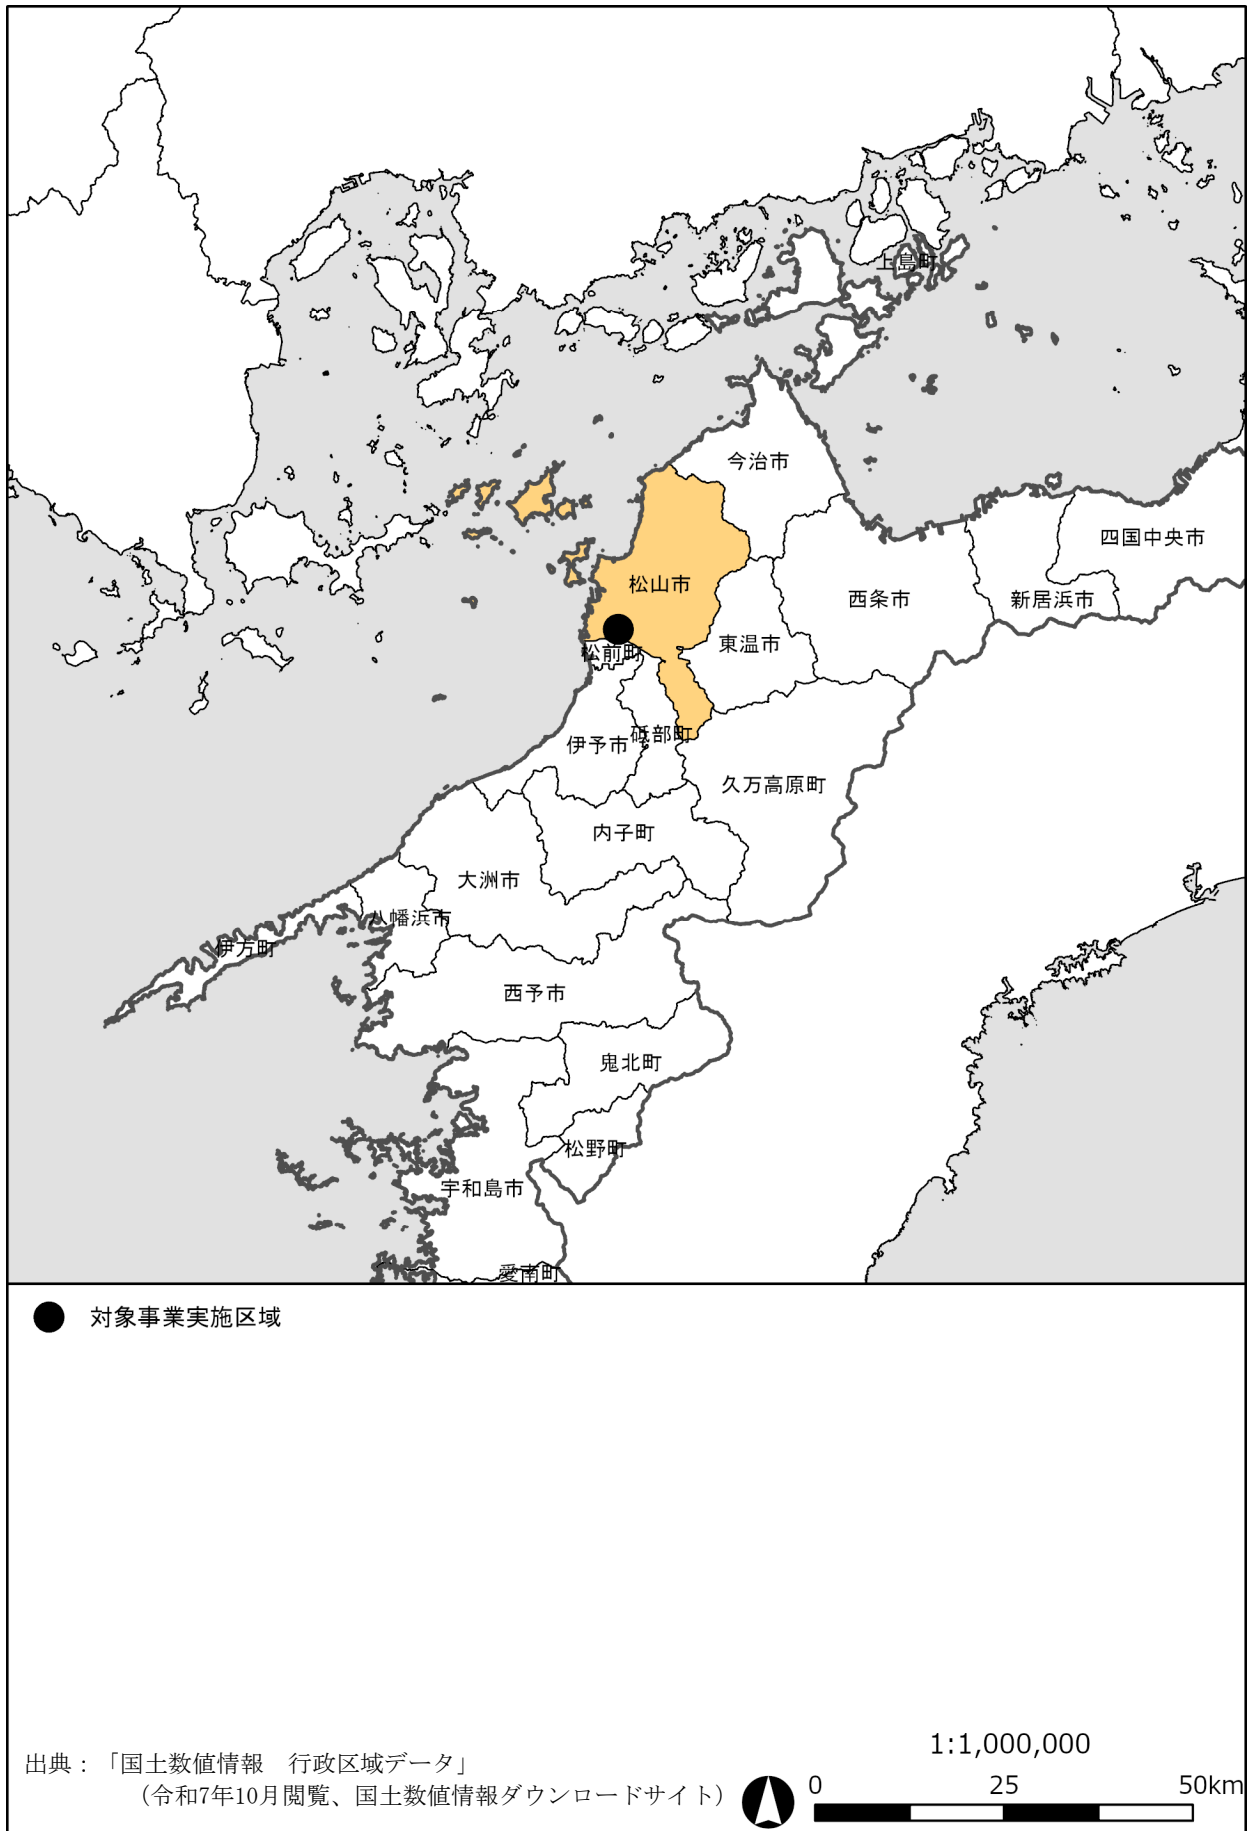 上島町
今治市
四国中央市
松山市
西条市
新居浜市
東温市
松前町
砥部町
伊予市
久万高原町
内子町
大洲市
八幡浜市
伊方町
西予市
鬼北町
松野町
宇和島市
愛南町
対象事業実施区域
1:1,000,000
出典：「国土数値情報　行政区域データ」
（令和7年10月閲覧、国土数値情報ダウンロードサイト）
0 25 50km